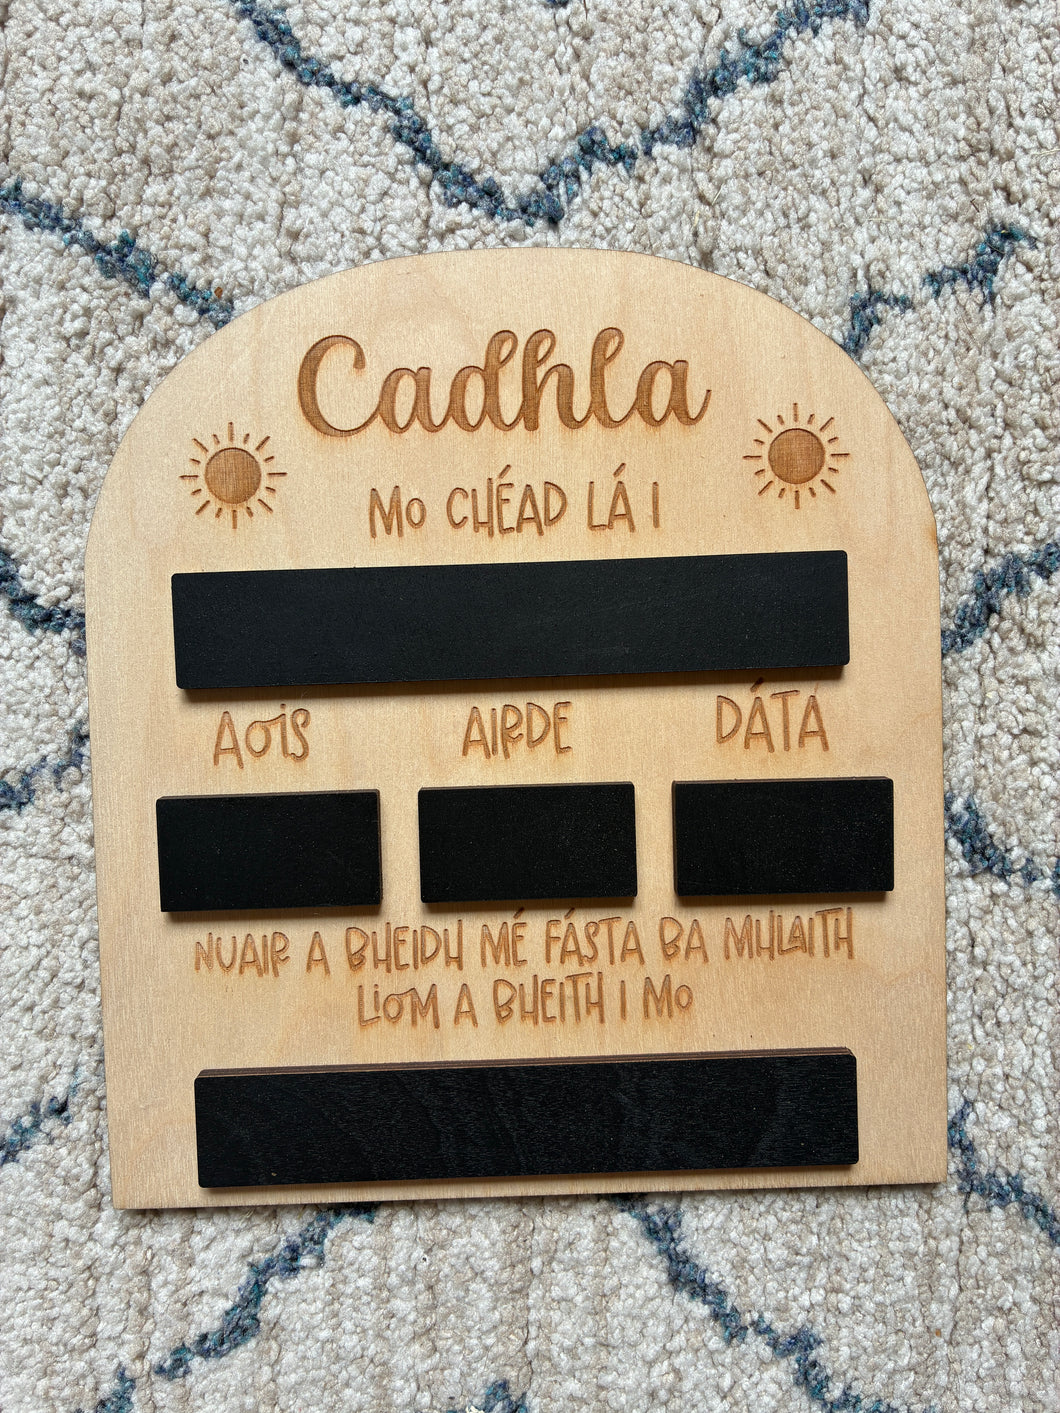 Cadhla
Mo CHÉAD LÁ I
AOIS AIRDE DÁTA
NUAIR A BHEIDH MÉ FÁSTA BA MHLAITH
LIOM A BHEITH I MO